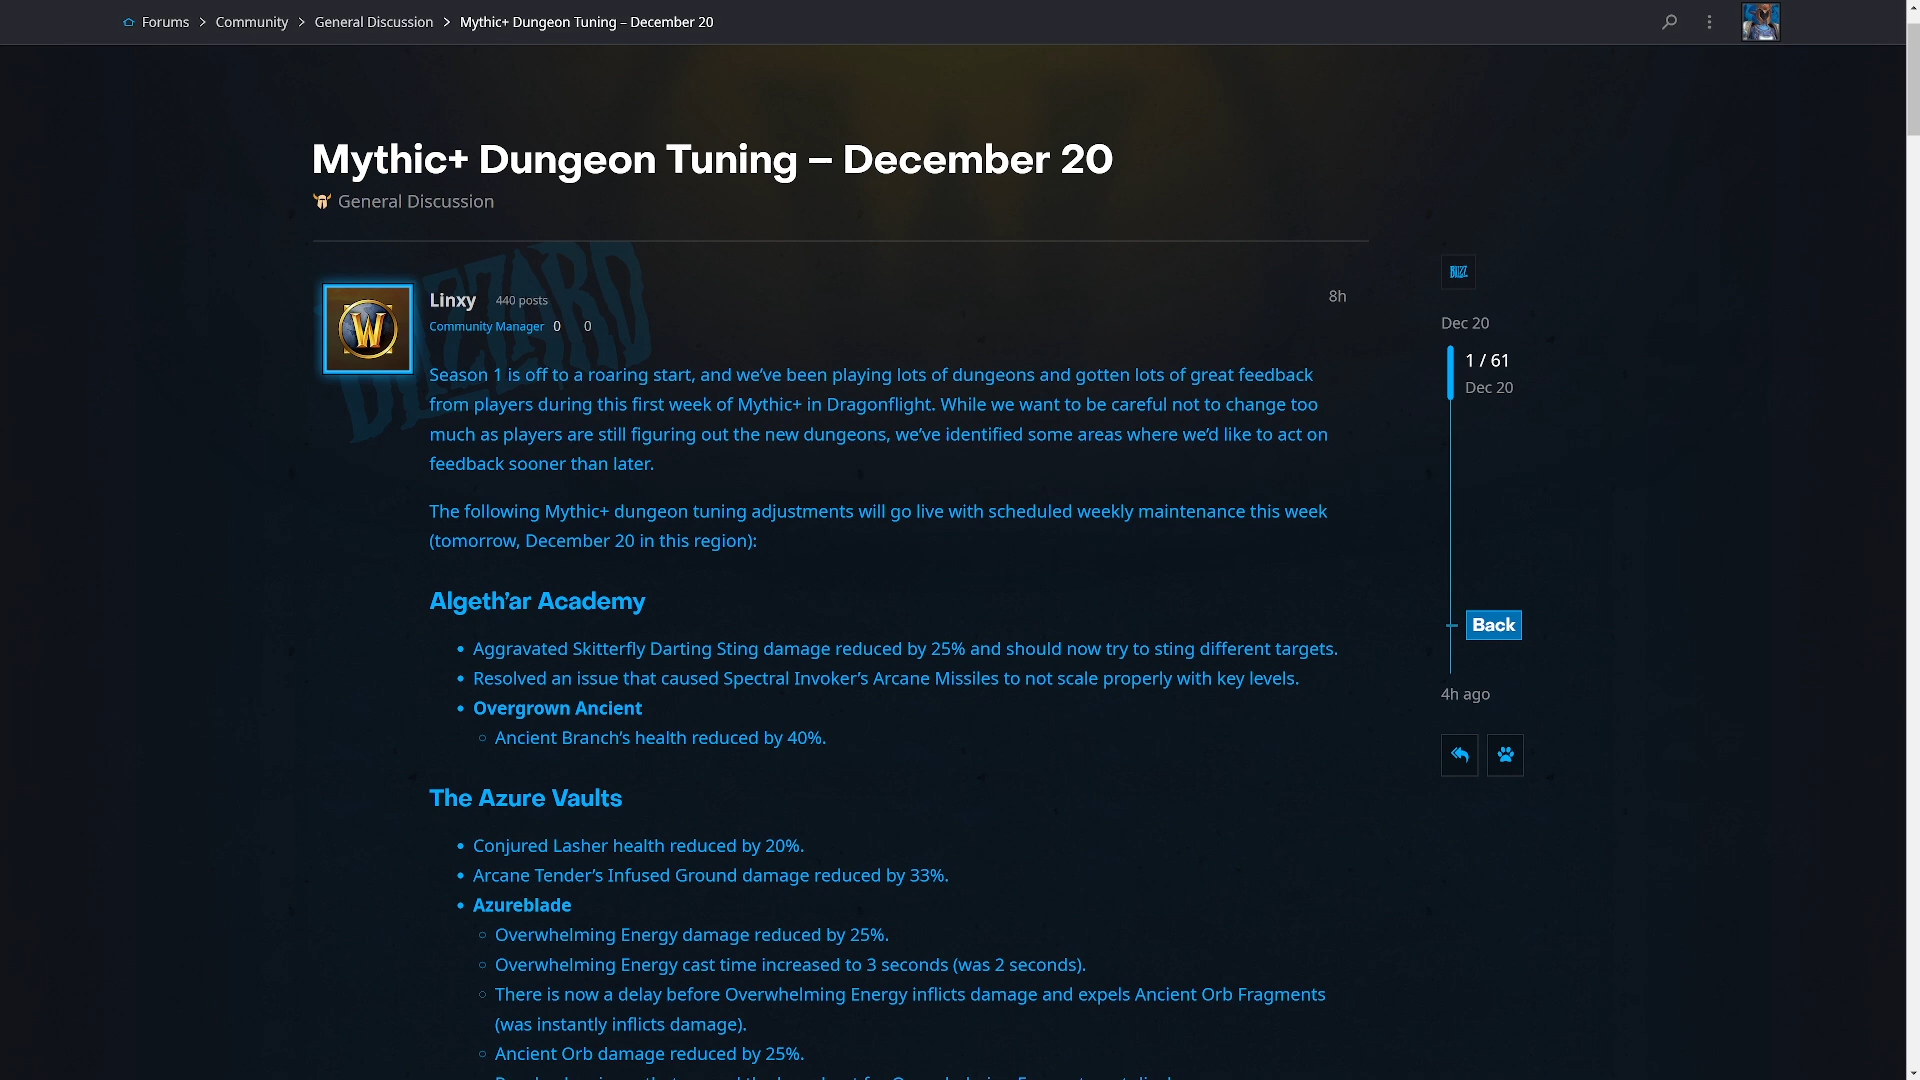 Forums > Community > General Discussion > Mythic+ Dungeon Tuning – December 20
Mythic+ Dungeon Tuning – December 20
General Discussion
BLIZZARD
Linxy 440 posts 8h
Community Manager 0 0
Season 1 is off to a roaring start, and we’ve been playing lots of dungeons and gotten lots of great feedback
from players during this first week of Mythic+ in Dragonflight. While we want to be careful not to change too
much as players are still figuring out the new dungeons, we’ve identified some areas where we’d like to act on
feedback sooner than later.
The following Mythic+ dungeon tuning adjustments will go live with scheduled weekly maintenance this week
(tomorrow, December 20 in this region):
Algeth’ar Academy
• Aggravated Skitterfly Darting Sting damage reduced by 25% and should now try to sting different targets.
• Resolved an issue that caused Spectral Invoker’s Arcane Missiles to not scale properly with key levels.
• Overgrown Ancient
◦ Ancient Branch’s health reduced by 40%.
The Azure Vaults
• Conjured Lasher health reduced by 20%.
• Arcane Tender’s Infused Ground damage reduced by 33%.
• Azureblade
◦ Overwhelming Energy damage reduced by 25%.
◦ Overwhelming Energy cast time increased to 3 seconds (was 2 seconds).
◦ There is now a delay before Overwhelming Energy inflicts damage and expels Ancient Orb Fragments
(was instantly inflicts damage).
◦ Ancient Orb damage reduced by 25%.
BLIZZ
Dec 20
1 / 61
Dec 20
Back
4h ago